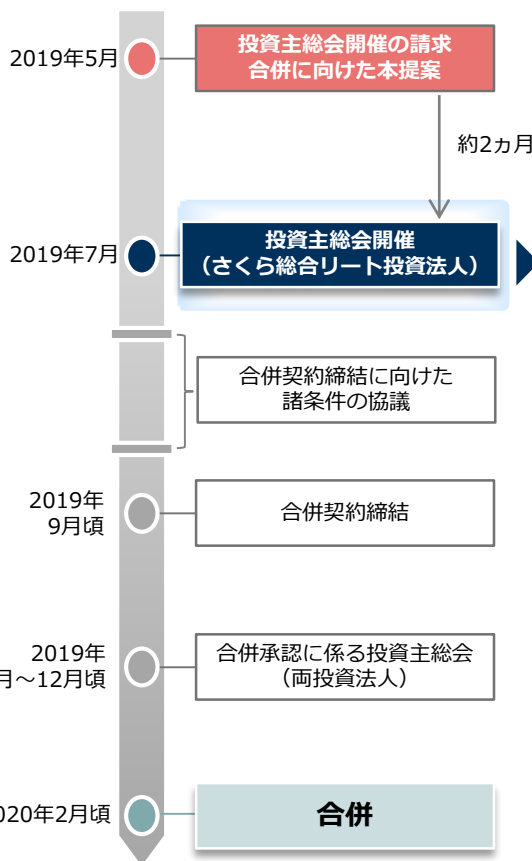 2019年5月
投資主総会開催の請求
合併に向けた本提案
約2ヵ月
2019年7月
投資主総会開催
（さくら総合リート投資法人）
合併契約締結に向けた
諸条件の協議
2019年
9月頃
合併契約締結
2019年
月～12月頃
合併承認に係る投資主総会
（両投資法人）
020年2月頃
合併